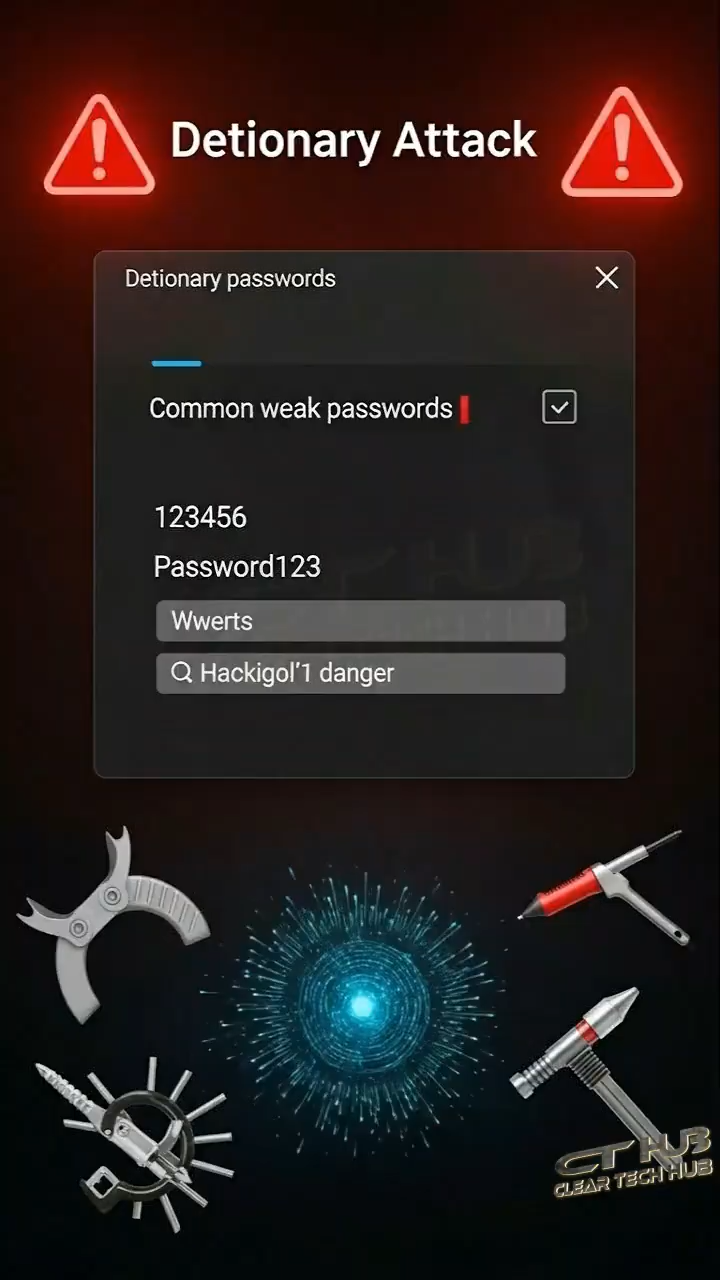 Detionary Attack
Detionary passwords
Common weak passwords
123456
Password123
Wwerts
Hackigol'1 danger
CT HUB
CLEAR TECH HUB